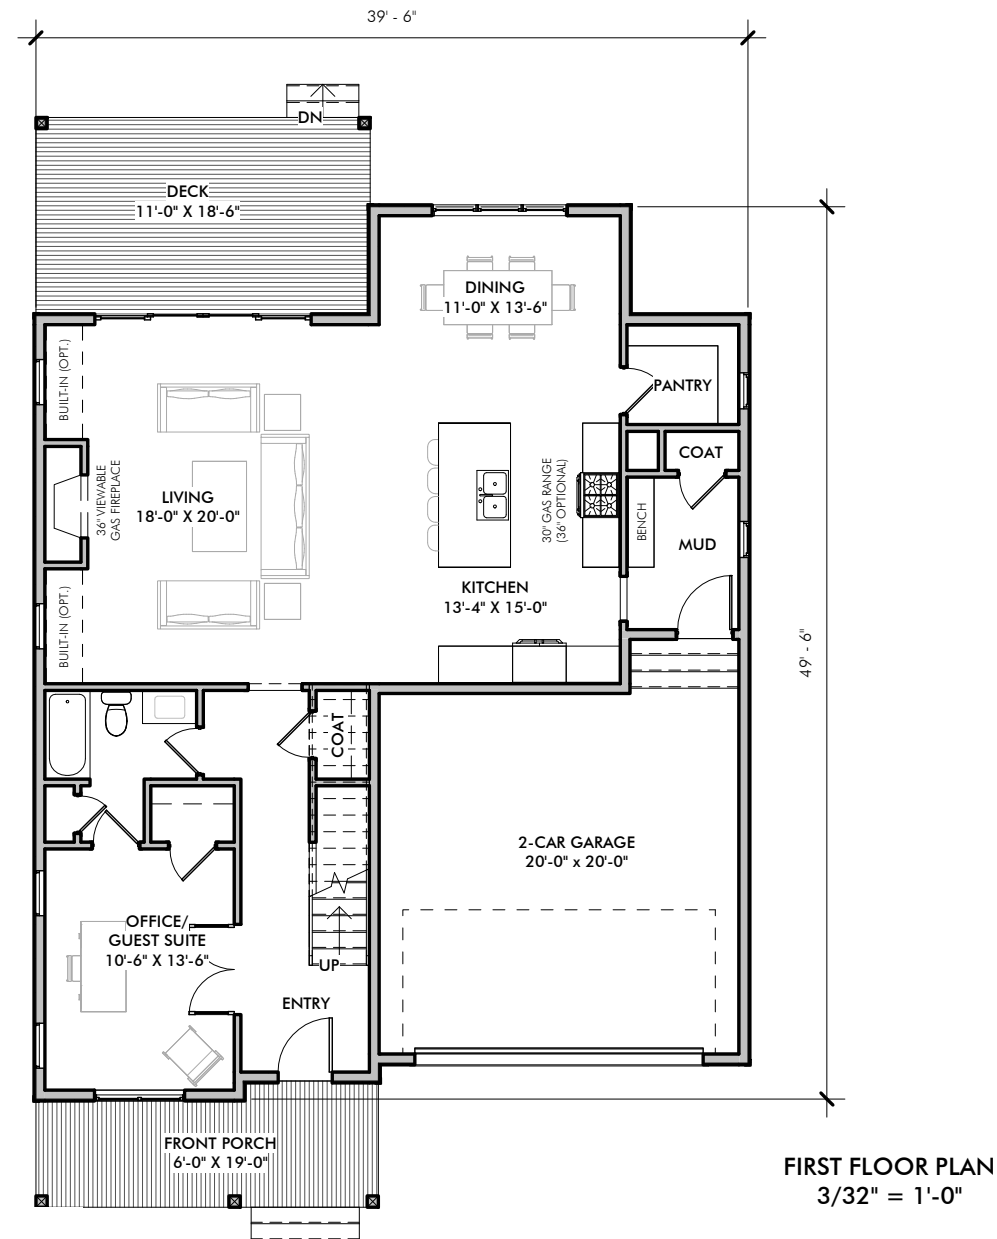 39' - 6"
DN
DECK
11'-0" X 18'-6"
DINING
11'-0" X 13'-6"
BUILT-IN (OPT.)
PANTRY
COAT
36" VIEWABLE
GAS FIREPLACE
LIVING
18'-0" X 20'-0"
30" GAS RANGE
(36" OPTIONAL)
BENCH
MUD
KITCHEN
13'-4" X 15'-0"
BUILT-IN (OPT.)
49' - 6"
COAT
2-CAR GARAGE
20'-0" x 20'-0"
OFFICE/
GUEST SUITE
10'-6" X 13'-6"
UP
ENTRY
FRONT PORCH
6'-0" X 19'-0"
FIRST FLOOR PLAN
3/32" = 1'-0"